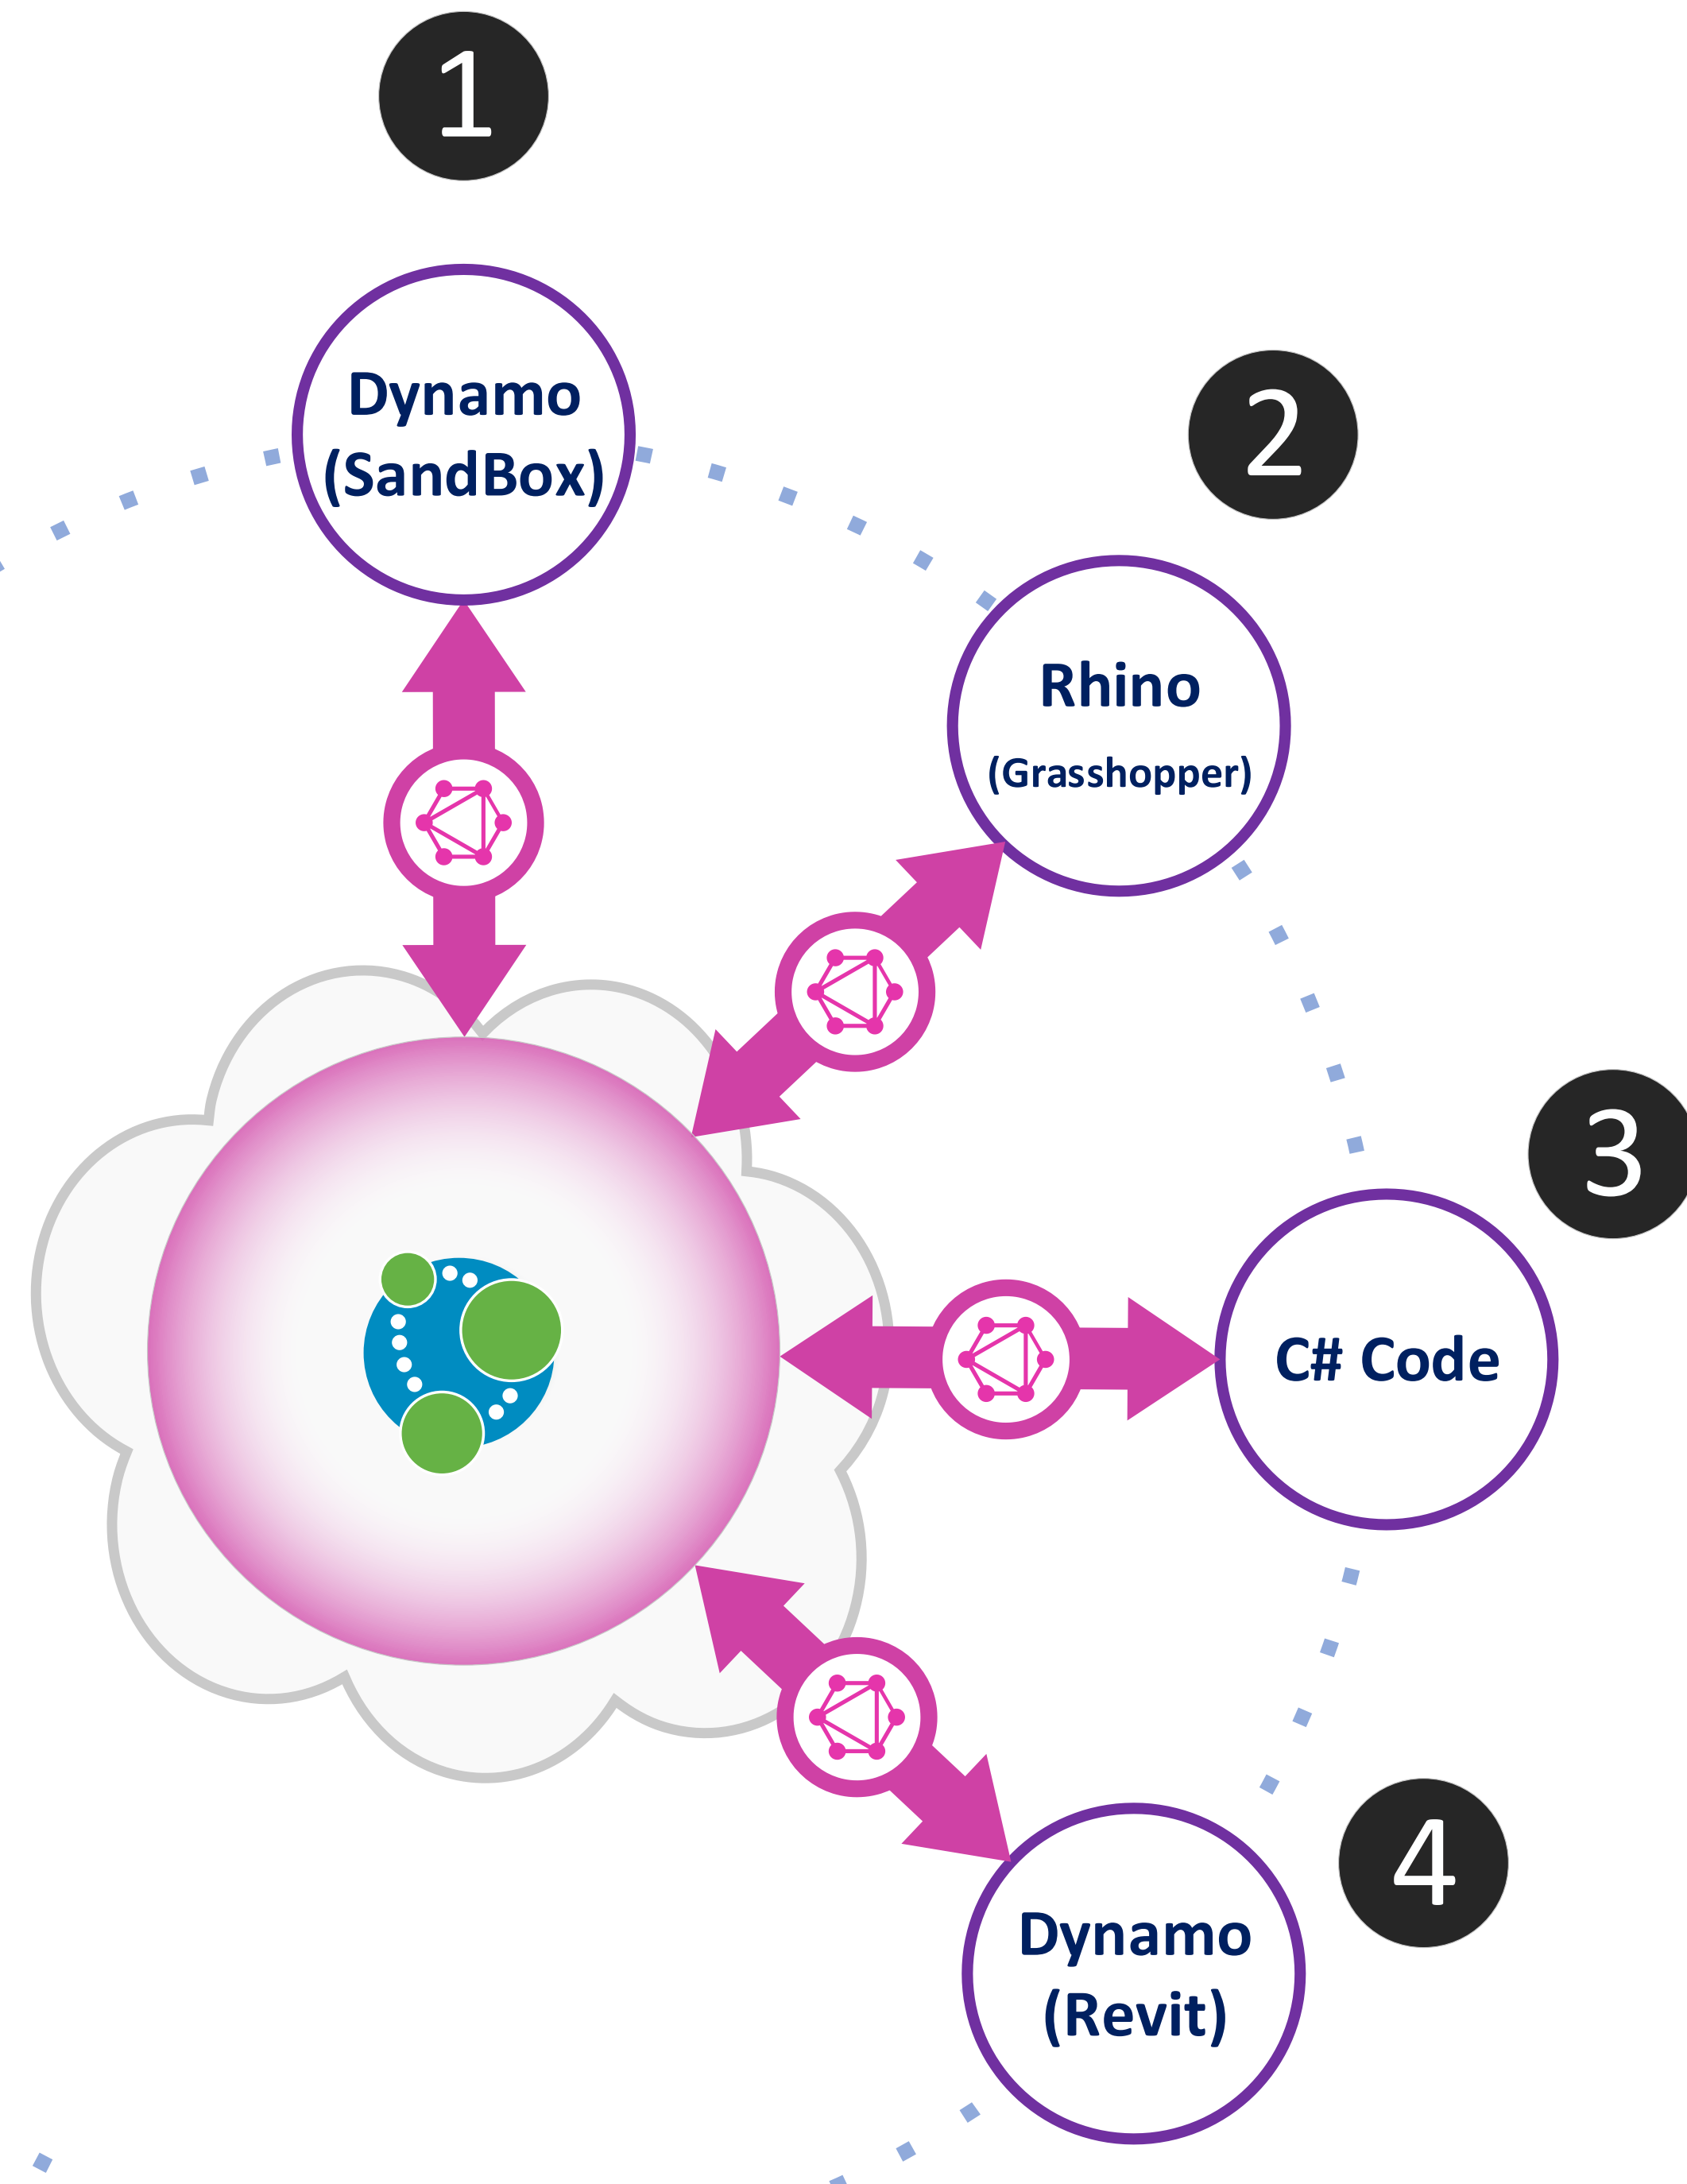 1
Dynamo
(SandBox)
2
Rhino
(Grasshopper)
3
C# Code
4
Dynamo
(Revit)